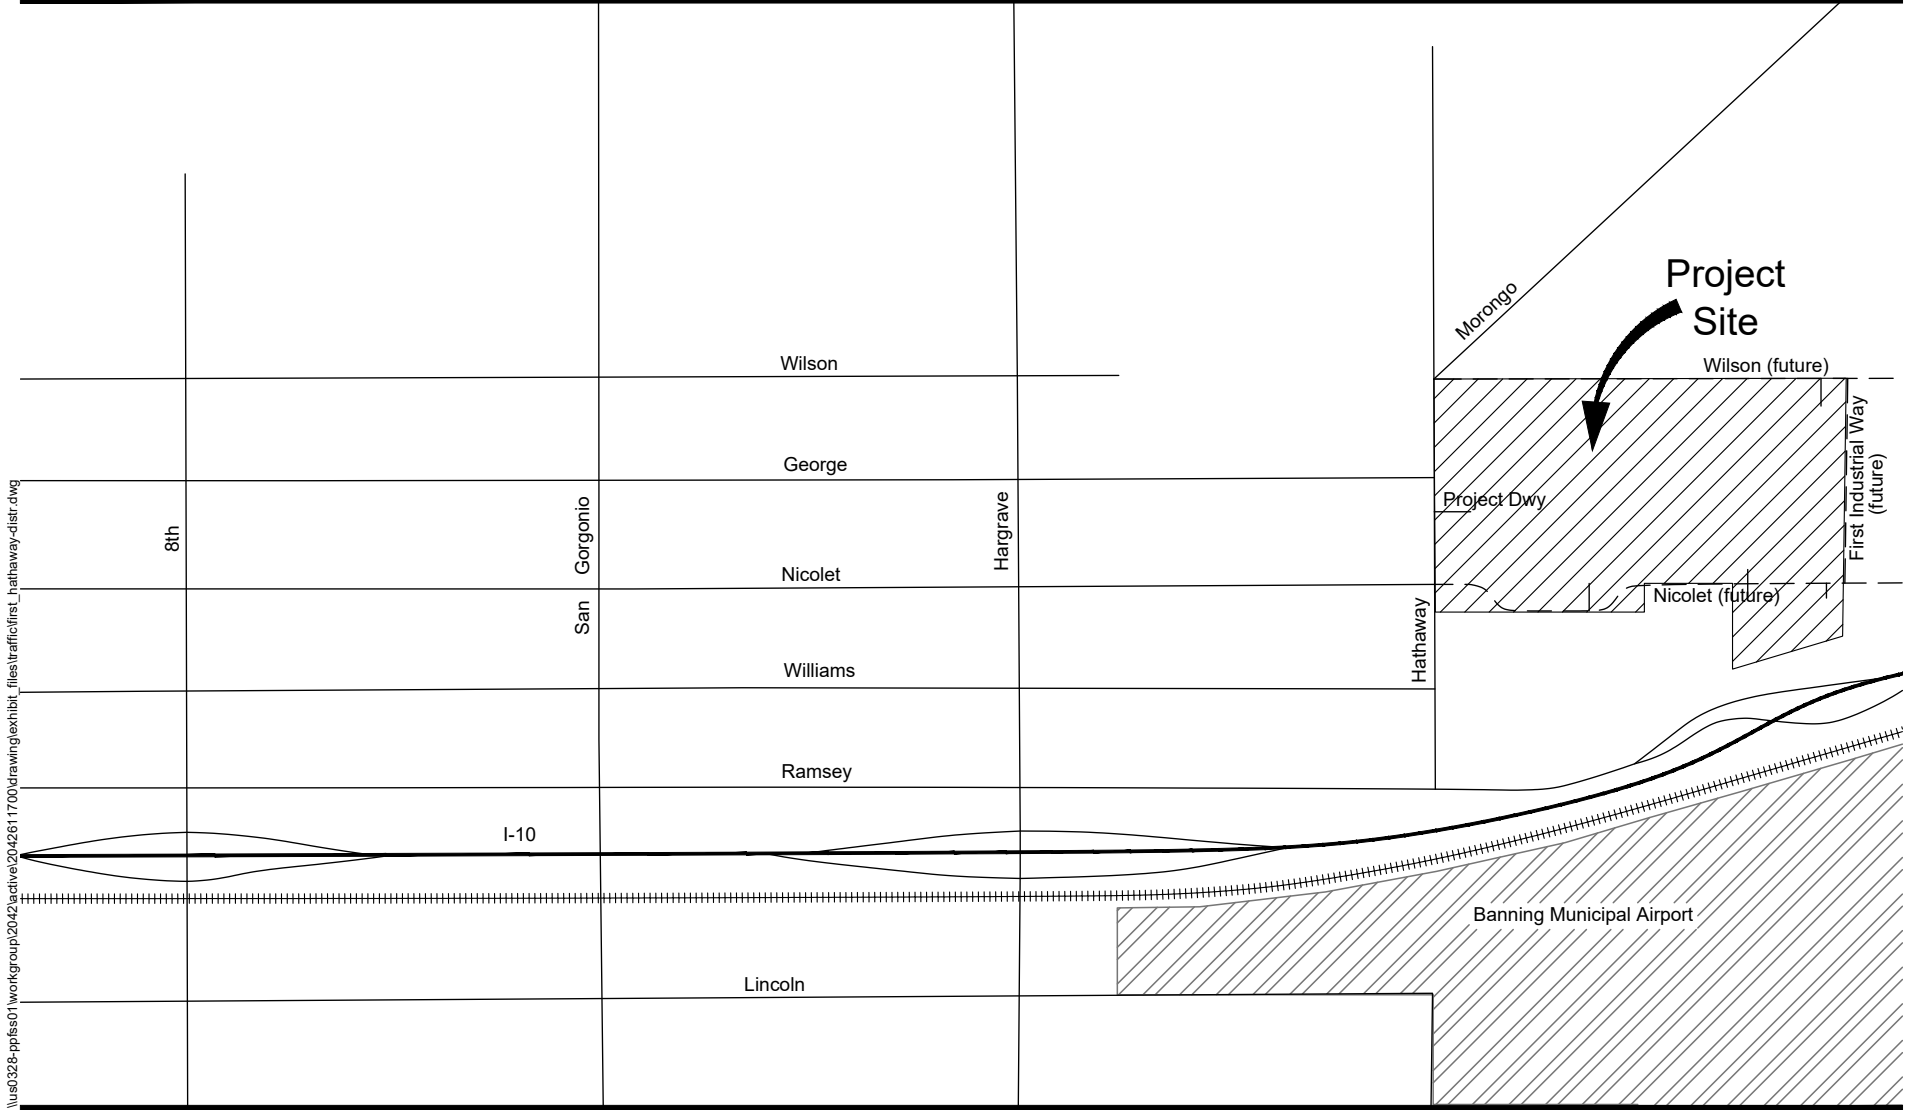 Project
Site
Morongo
Wilson
Wilson (future)
George
Project Dwy
First Industrial Way
(future)
8th
Gorgonio
San
Hargrave
Nicolet
Nicolet (future)
Hathaway
Williams
Ramsey
I-10
Banning Municipal Airport
Lincoln
\\us0328-ppfss01\workgroup\2042\active\2042611700\drawing\exhibit_files\traffic\first_hathaway-distr.dwg